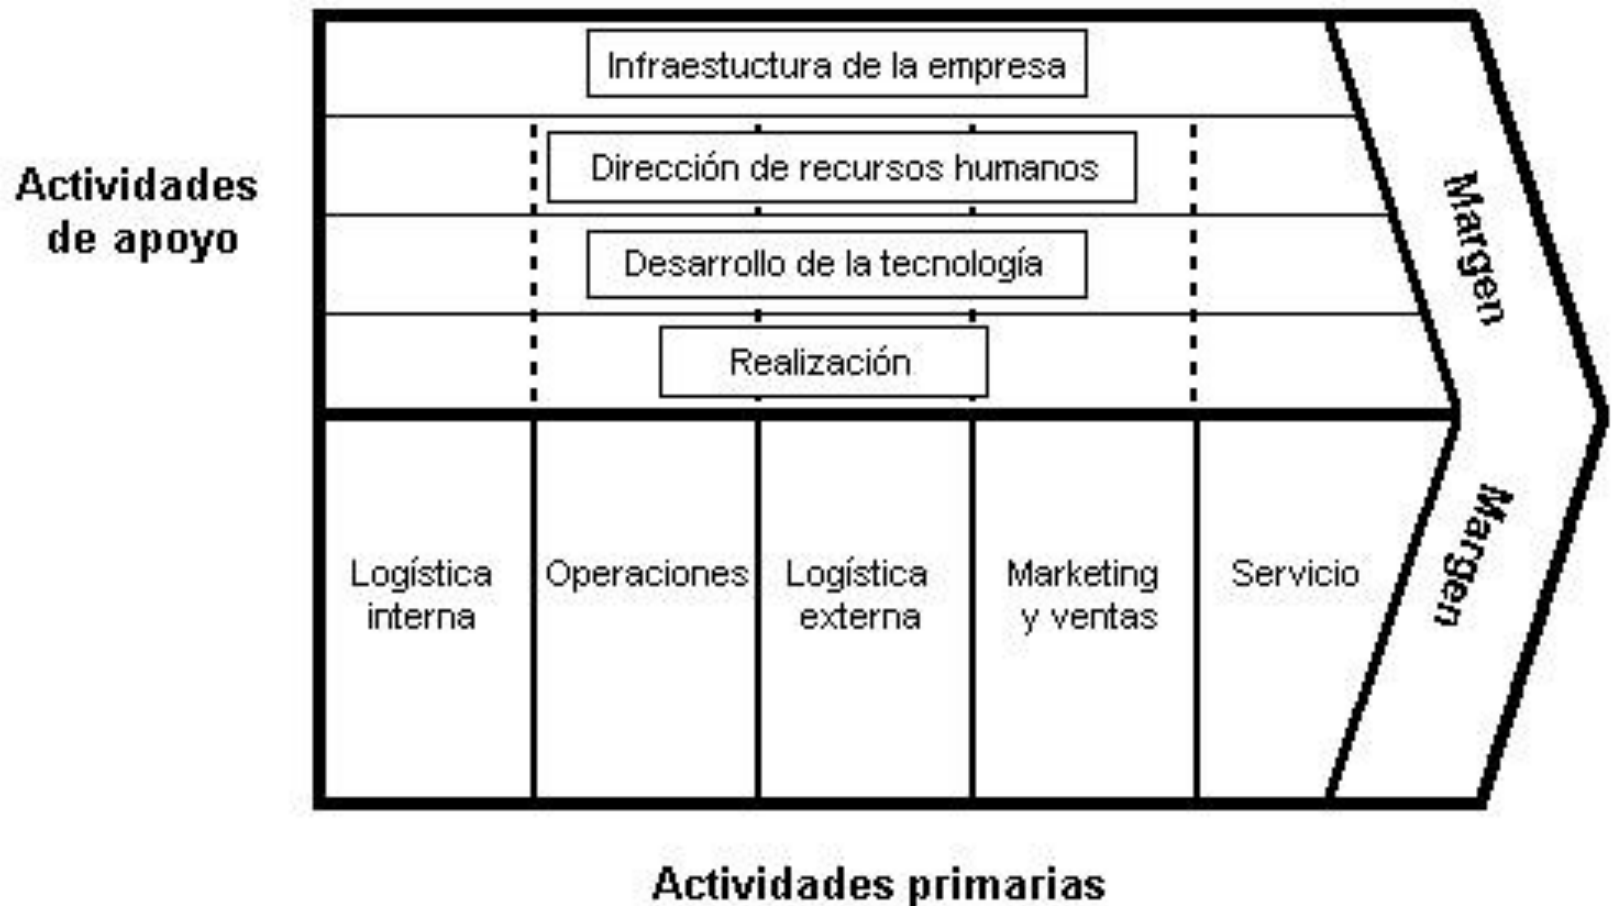 Infraestuctura de la empresa
Actividades
de apoyo
Dirección de recursos humanos
Desarrollo de la tecnología
Realización
Margen
Logística
interna
Operaciones
Logística
externa
Marketing
y ventas
Servicio
Margen
Actividades primarias